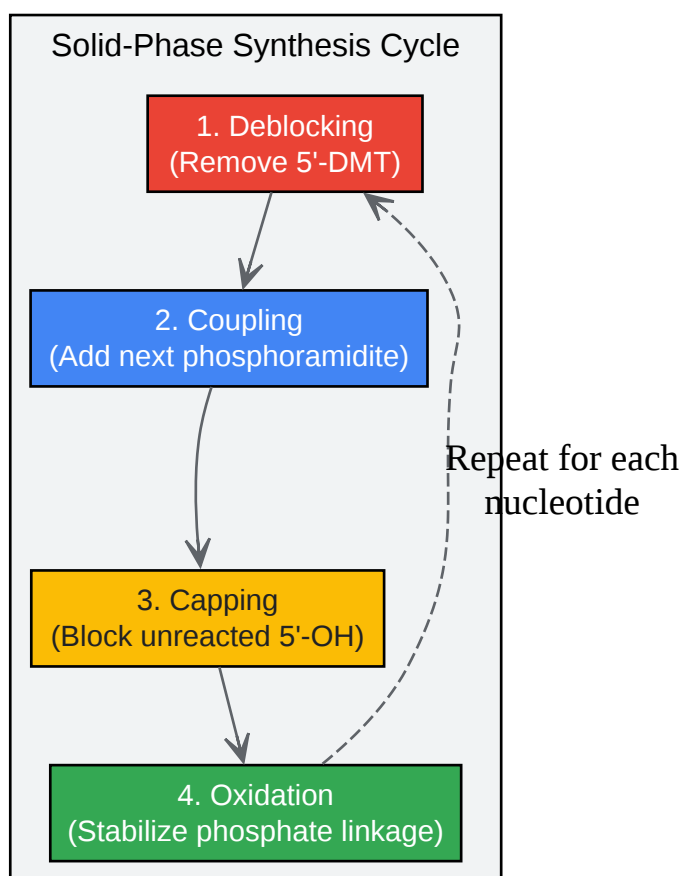 Solid-Phase Synthesis Cycle
1. Deblocking
(Remove 5'-DMT)
2. Coupling
(Add next phosphoramidite)
Repeat for each
nucleotide
3. Capping
(Block unreacted 5'-OH)
4. Oxidation
(Stabilize phosphate linkage)